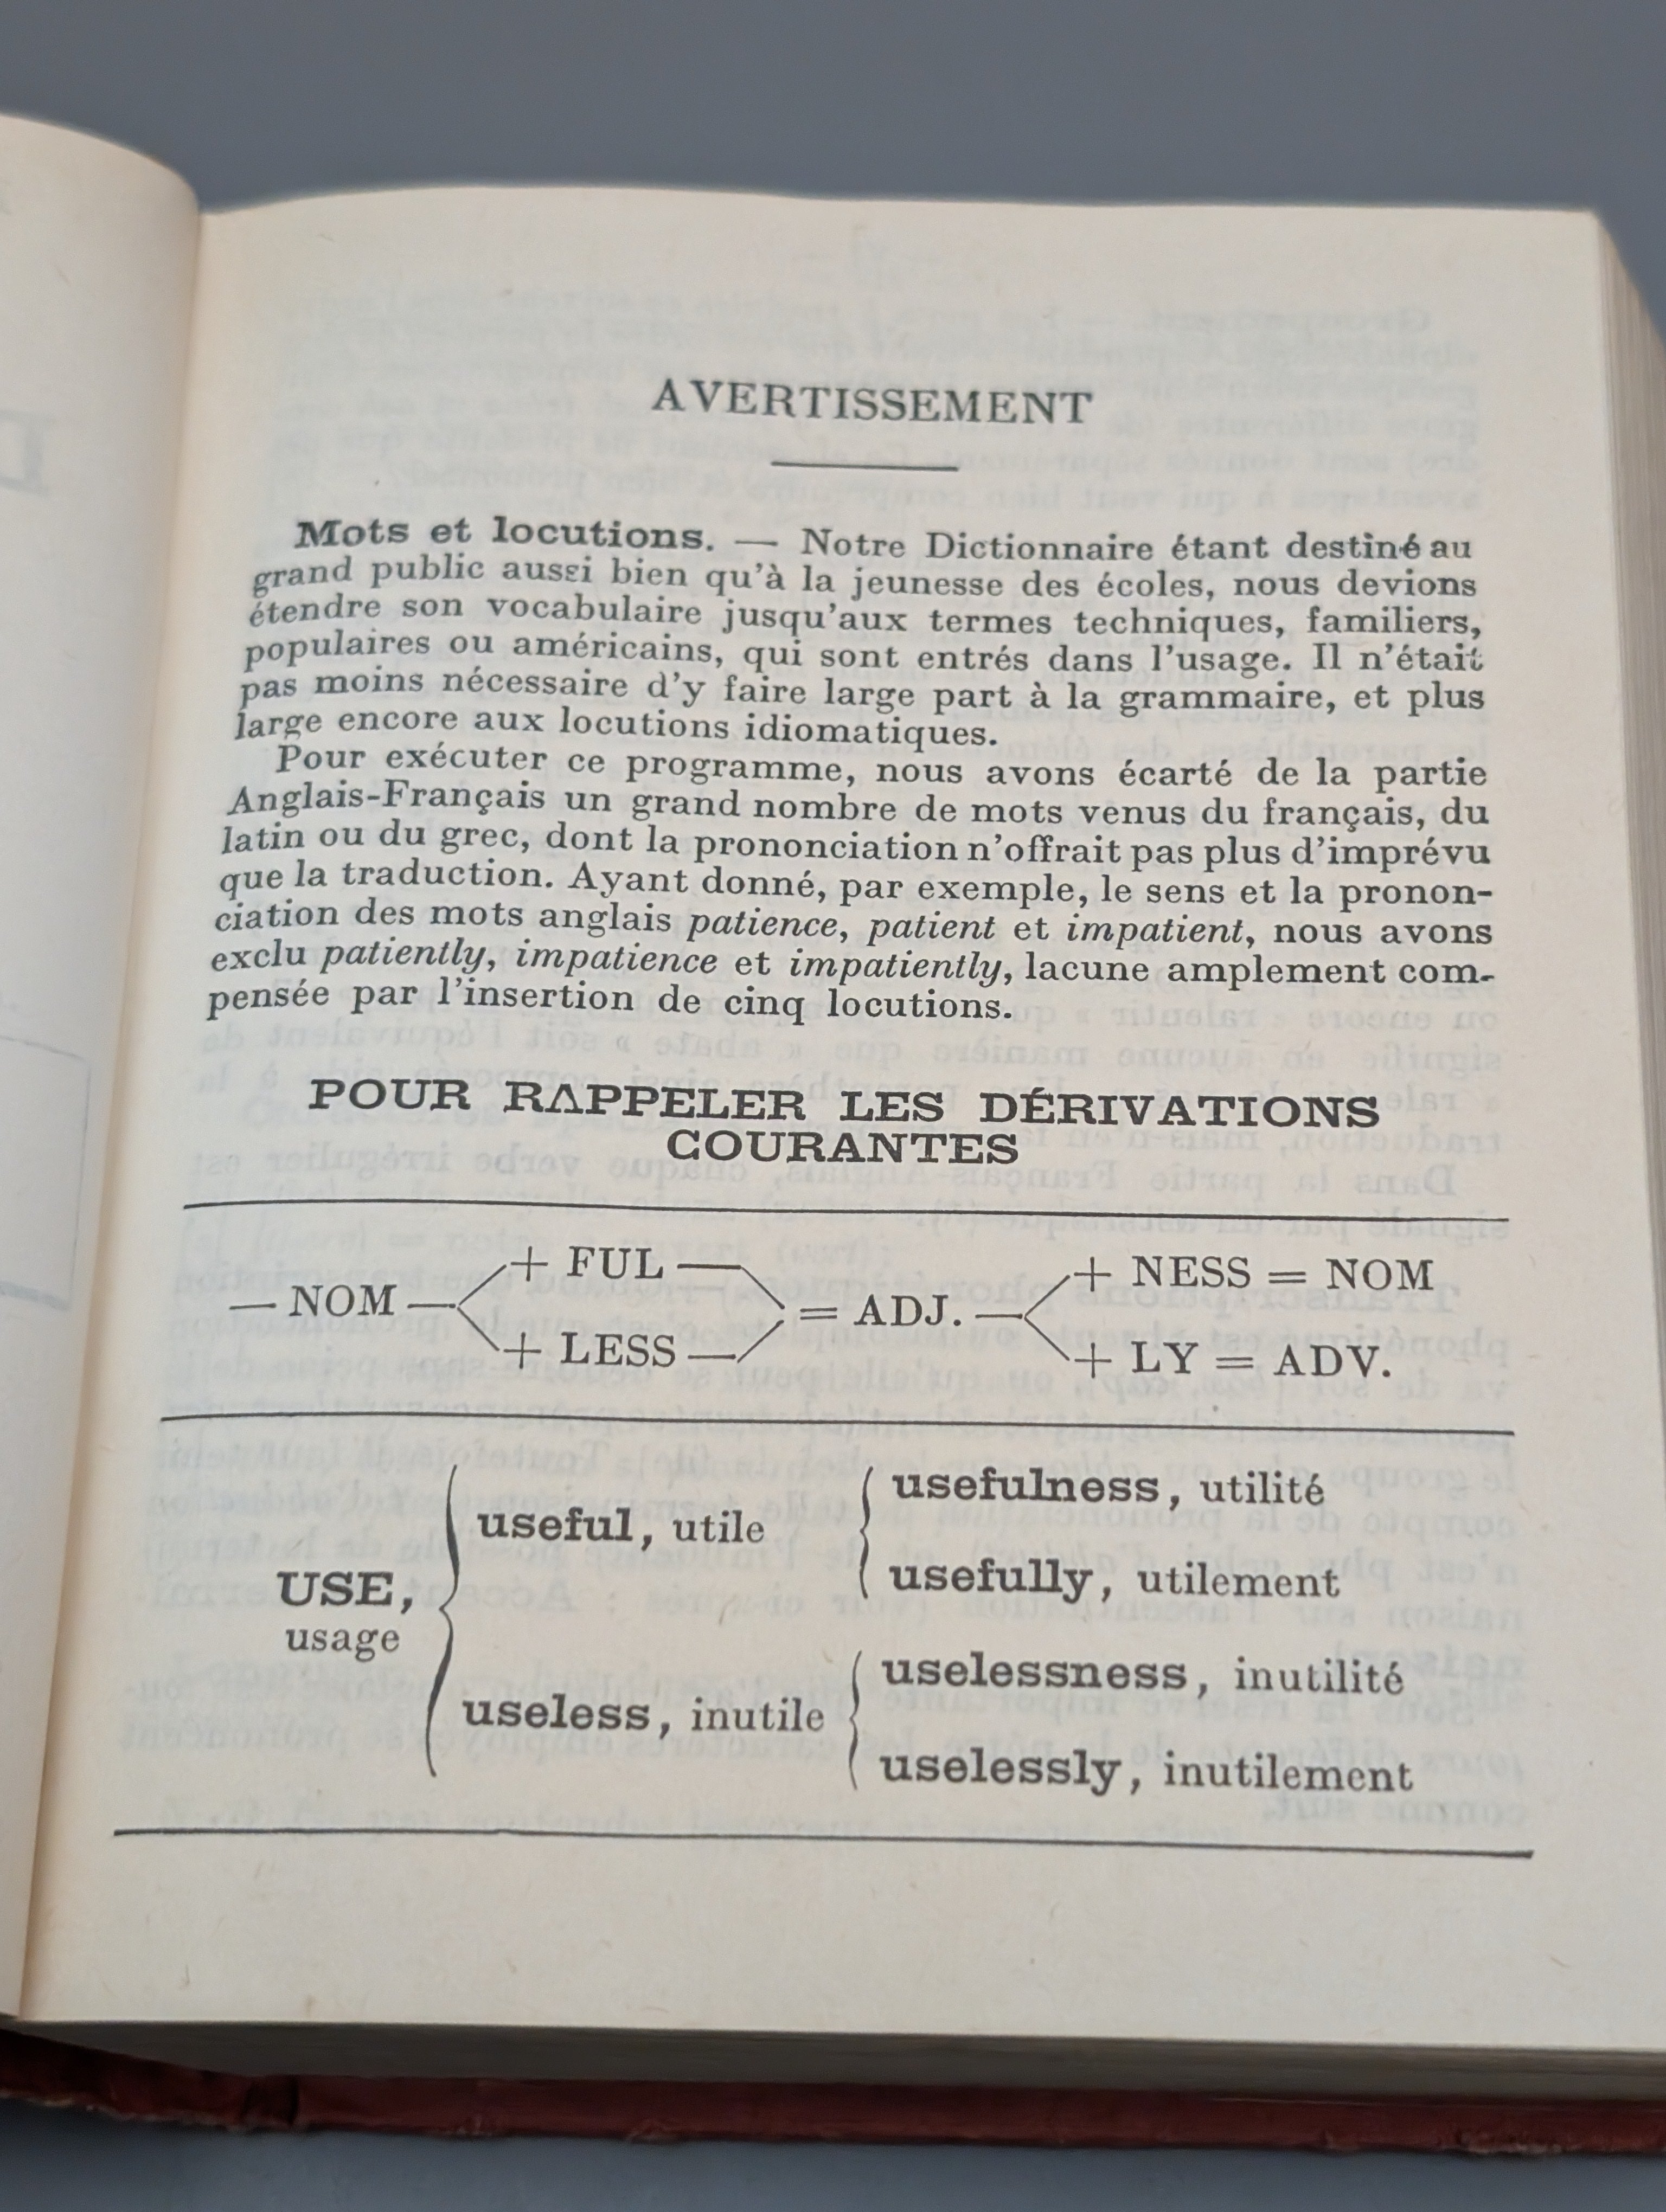 AVERTISSEMENT
Mots et locutions. — Notre Dictionnaire étant destiné au
grand public aussi bien qu'à la jeunesse des écoles, nous devions
étendre son vocabulaire jusqu'aux termes techniques, familiers,
populaires ou américains, qui sont entrés dans l'usage. Il n'était
pas moins nécessaire d'y faire large part à la grammaire, et plus
large encore aux locutions idiomatiques.
Pour exécuter ce programme, nous avons écarté de la partie
Anglais-Français un grand nombre de mots venus du français, du
latin ou du grec, dont la prononciation n'offrait pas plus d'imprévu
que la traduction. Ayant donné, par exemple, le sens et la pronon-
ciation des mots anglais patience, patient et impatient, nous avons
exclu patiently, impatience et impatiently, lacune amplement com-
pensée par l'insertion de cinq locutions.
POUR RAPPELER LES DÉRIVATIONS
COURANTES
+ FUL
+ NESS = NOM
— NOM —
= ADJ. —
+ LESS
+ LY = ADV.
usefulness, utilité
useful, utile
usefully, utilement
USE,
usage
uselessness, inutilité
useless, inutile
uselessly, inutilement